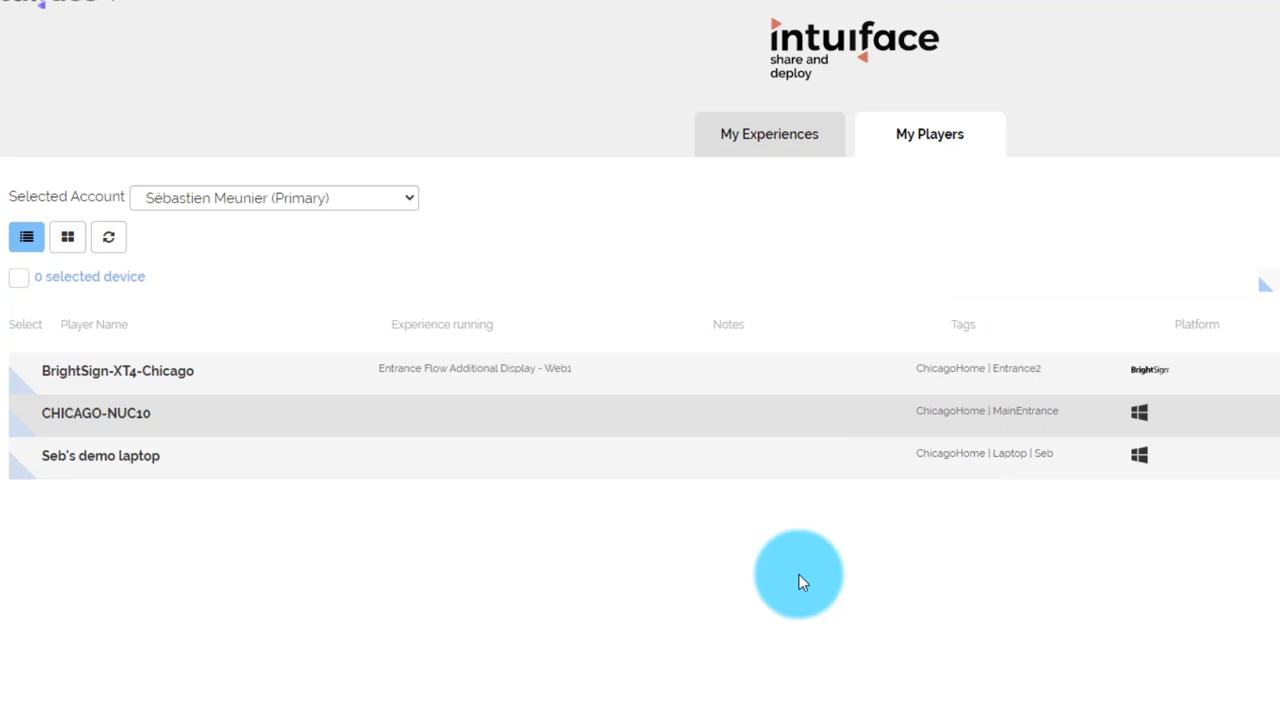 intuıface
share and
deploy
My Experiences
My Players
Selected Account
Sébastien Meunier (Primary)
0 selected device
Select
Player Name
Experience running
Notes
Tags
Platform
BrightSign-XT4-Chicago
Entrance Flow Additional Display - Web1
ChicagoHome | Entrance2
BrightSign
CHICAGO-NUC10
ChicagoHome | MainEntrance
Seb's demo laptop
ChicagoHome | Laptop | Seb